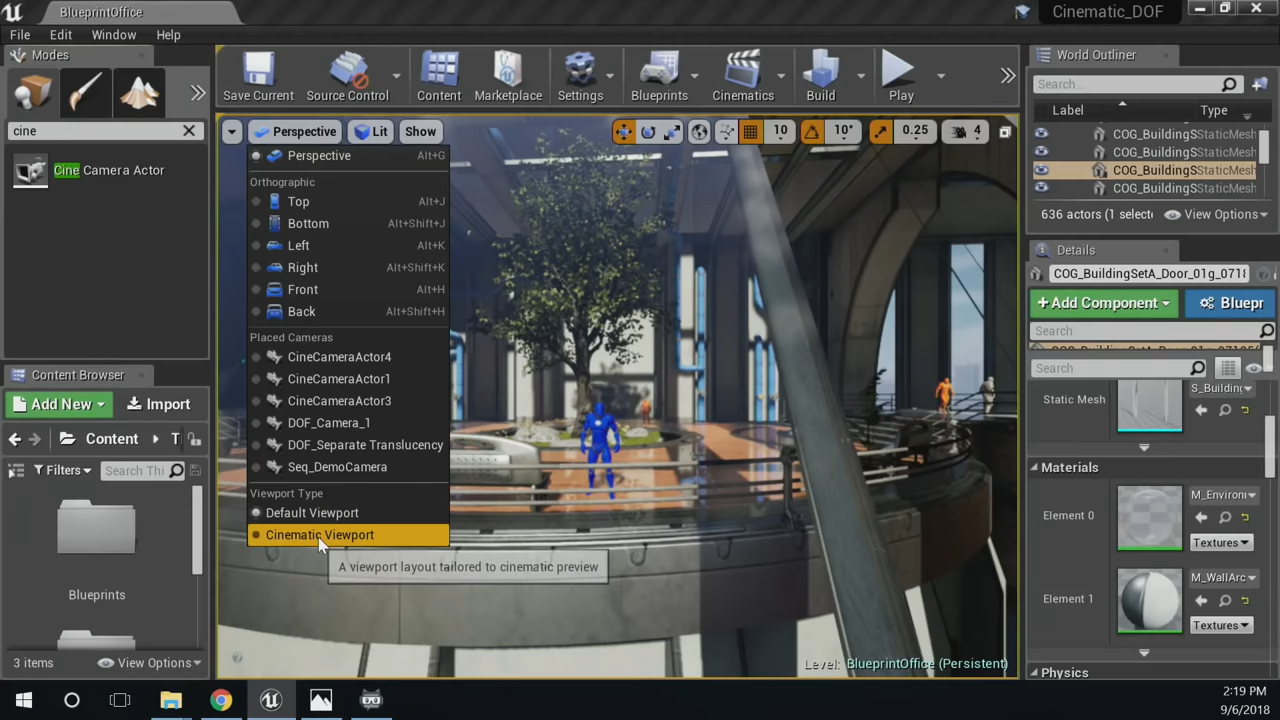 BlueprintOffice
Cinematic_DOF
File
Edit
Window
Help
Modes
cine
Cine Camera Actor
Save Current
Source Control
Content
Marketplace
Settings
Blueprints
Cinematics
Build
Play
Perspective
Lit
Show
10
10°
0.25
4
Perspective Alt+G
Orthographic
Top Alt+J
Bottom Alt+Shift+J
Left Alt+K
Right Alt+Shift+K
Front Alt+H
Back Alt+Shift+H
Placed Cameras
CineCameraActor4
CineCameraActor1
CineCameraActor3
DOF_Camera_1
DOF_Separate Translucency
Seq_DemoCamera
Viewport Type
Default Viewport
Cinematic Viewport
A viewport layout tailored to cinematic preview
Level: BlueprintOffice (Persistent)
Content Browser
Add New
Import
Content
T
Filters
Search Thi
Blueprints
3 items
View Options
World Outliner
Search...
Label Type
COG_BuildingS StaticMesh
COG_BuildingS StaticMesh
COG_BuildingS StaticMesh
COG_BuildingS StaticMesh
636 actors (1 selecte
View Options
Details
COG_BuildingSetA_Door_01g_071
+Add Component
Bluepr
Search
Search
Static Mesh
S_Building
Materials
Element 0
M_Environ
Textures
Element 1
M_WallArc
Textures
Physics
2:19 PM
9/6/2018